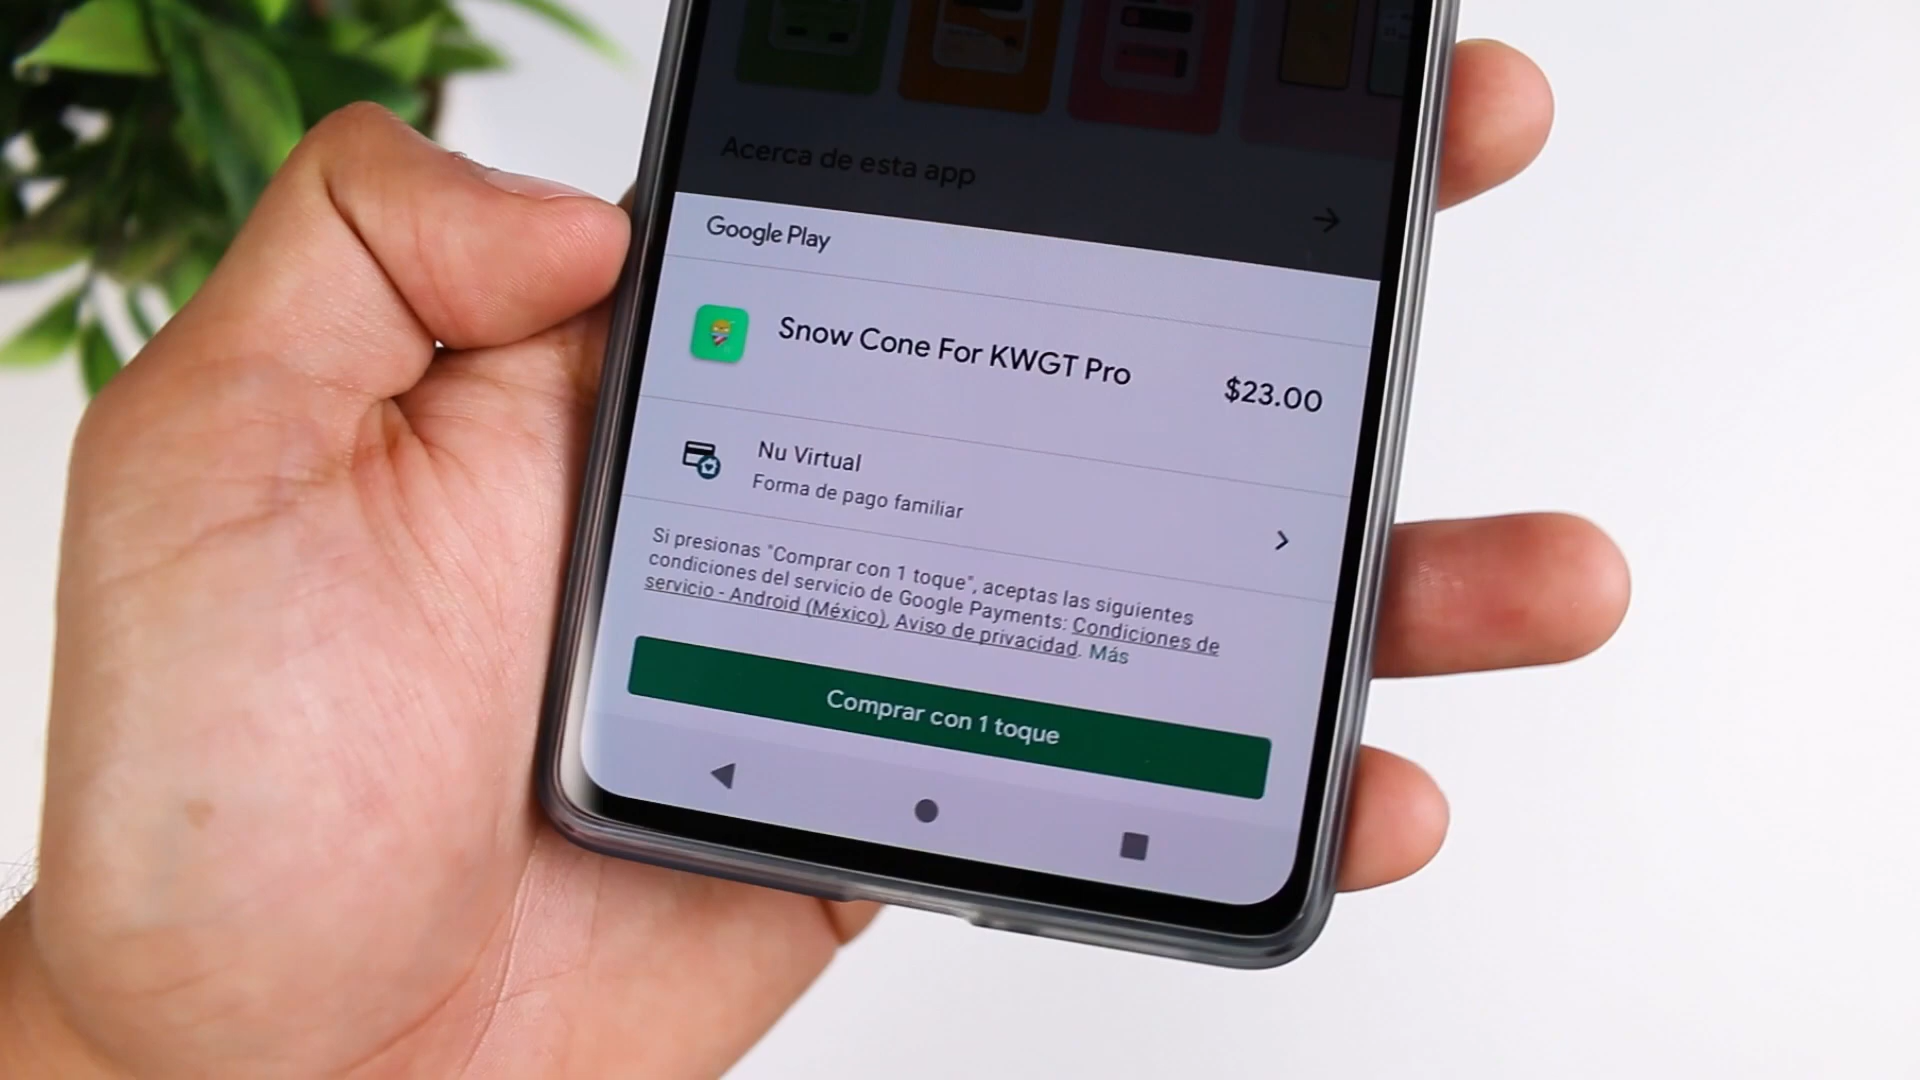 Acerca de esta app
Google Play
Snow Cone For KWGT Pro
$23.00
Nu Virtual
Forma de pago familiar
Si presionas "Comprar con 1 toque", aceptas las siguientes
condiciones del servicio de Google Payments: Condiciones de
servicio - Android (México), Aviso de privacidad. Más
Comprar con 1 toque